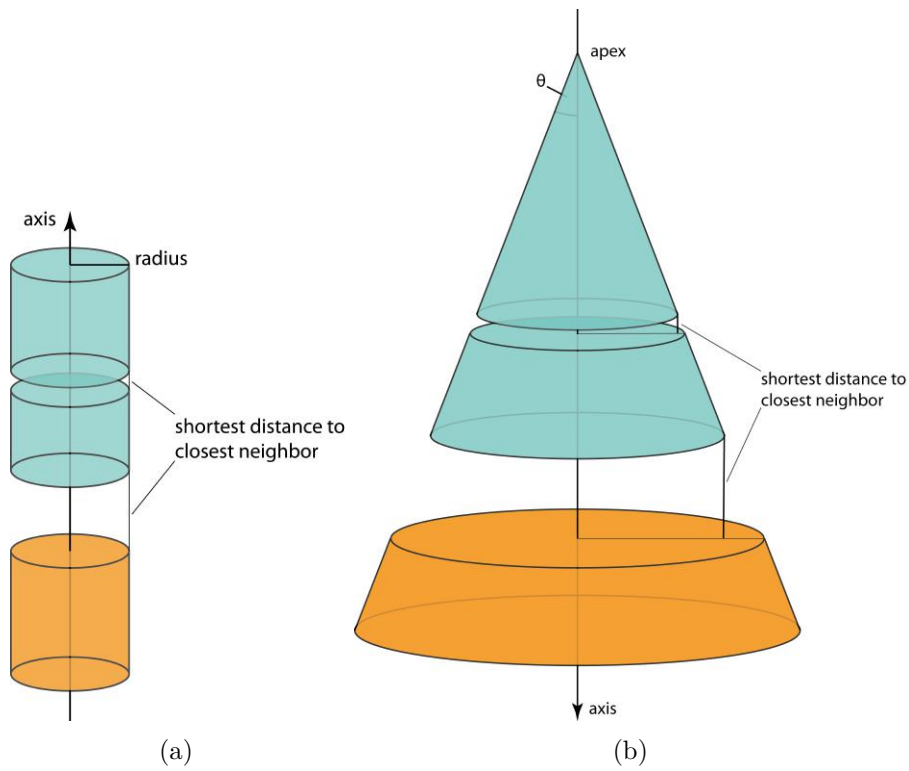 apex
θ
axis
radius
shortest distance to
closest neighbor
shortest distance to
closest neighbor
axis
(a)
(b)